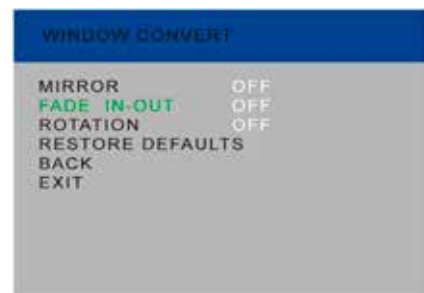 WINDOW CONVERT
MIRROR OFF
FADE IN-OUT OFF
ROTATION OFF
RESTORE DEFAULTS
BACK
EXIT